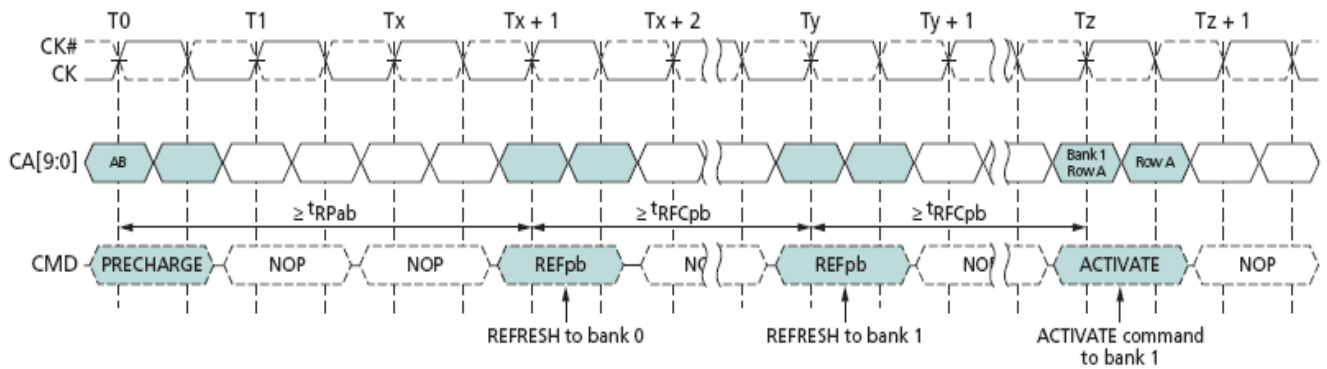 T0 T1 Tx Tx + 1 Tx + 2 Ty Ty + 1 Tz Tz + 1
CK#
CK
CA[9:0] AB Bank 1 Row A Row A
≥ tRPab ≥ tRFCpb ≥ tRFCpb
CMD PRECHARGE NOP NOP REFpb REFpb ACTIVATE NOP
REFRESH to bank 0 REFRESH to bank 1 ACTIVATE command
to bank 1